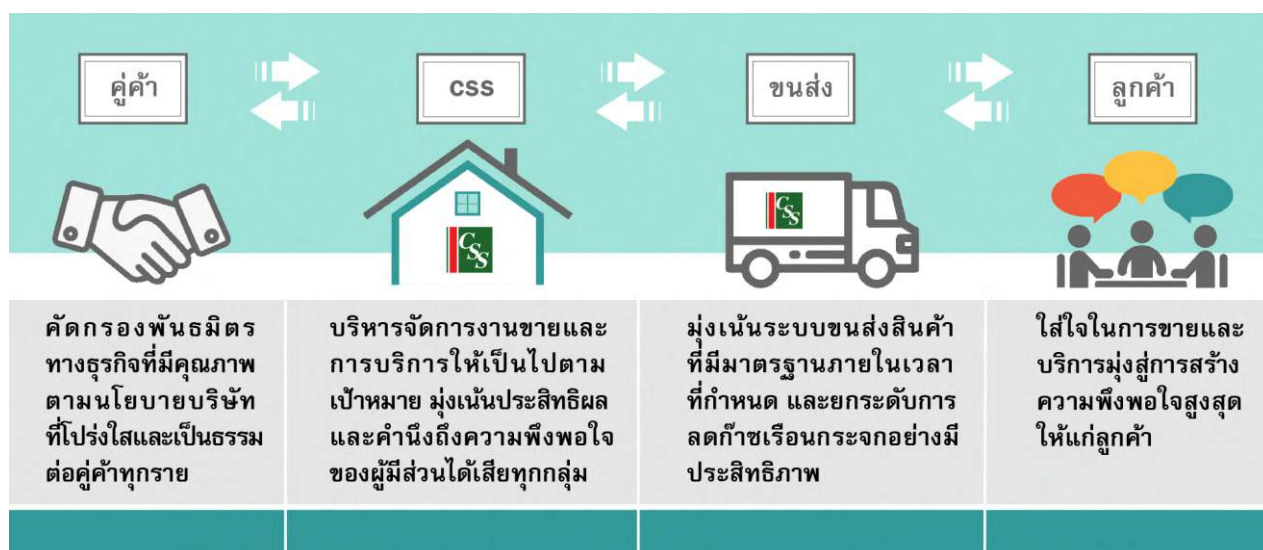 คู่ค้า
CSS
ขนส่ง
ลูกค้า
CSS
CSS
คัดกรองพันธมิตร
ทางธุรกิจที่มีคุณภาพ
ตามนโยบายบริษัท
ที่โปร่งใสและเป็นธรรม
ต่อคู่ค้าทุกราย
บริหารจัดการงานขายและ
การบริการให้เป็นไปตาม
เป้าหมาย มุ่งเน้นประสิทธิผล
และคำนึงถึงความพึงพอใจ
ของผู้มีส่วนได้เสียทุกกลุ่ม
มุ่งเน้นระบบขนส่งสินค้า
ที่มีมาตรฐานภายในเวลา
ที่กำหนด และยกระดับการ
ลดก๊าซเรือนกระจกอย่างมี
ประสิทธิภาพ
ใส่ใจในการขายและ
บริการมุ่งสู่การสร้าง
ความพึงพอใจสูงสุด
ให้แก่ลูกค้า